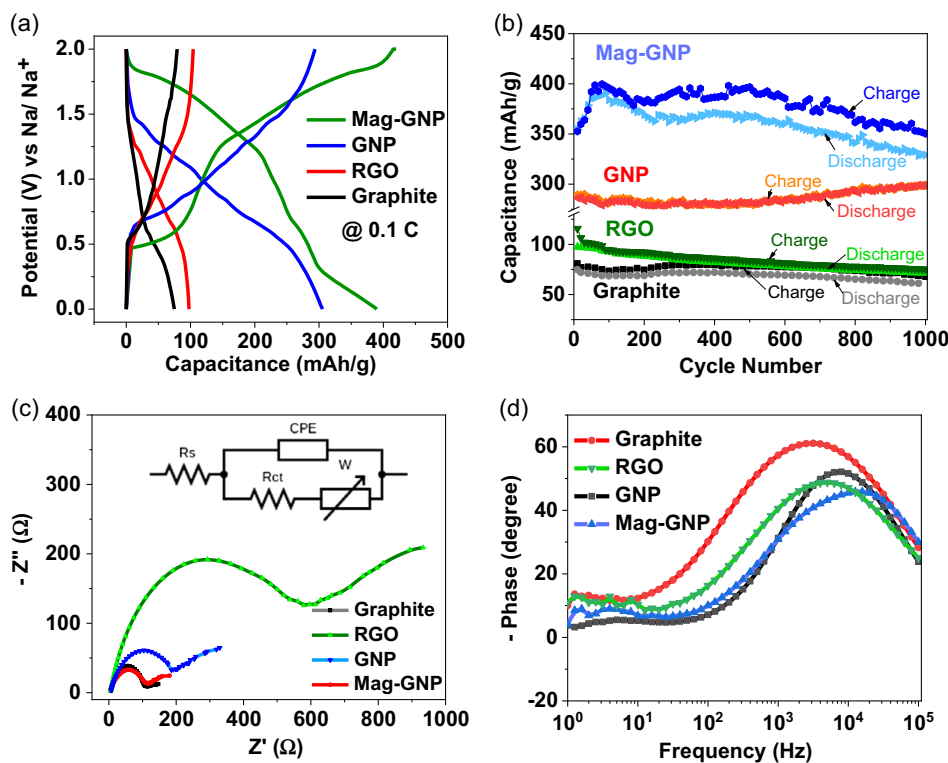 (a)
Potential (V) vs Na/ Na+
2.0
1.5
1.0
0.5
0.0
Mag-GNP
GNP
RGO
Graphite
@ 0.1 C
0 100 200 300 400 500
Capacitance (mAh/g)
(b)
Capacitance (mAh/g)
450
400
350
300
100
50
Mag-GNP
Charge
Discharge
GNP
Charge
Discharge
RGO
Charge
Discharge
Graphite
Charge
Discharge
0 200 400 600 800 1000
Cycle Number
(c)
- Z" (Ω)
400
300
200
100
0
CPE
Rs
Rct
W
Graphite
RGO
GNP
Mag-GNP
0 200 400 600 800 1000
Z' (Ω)
(d)
- Phase (degree)
80
60
40
20
0
-20
Graphite
RGO
GNP
Mag-GNP
10^0 10^1 10^2 10^3 10^4 10^5
Frequency (Hz)